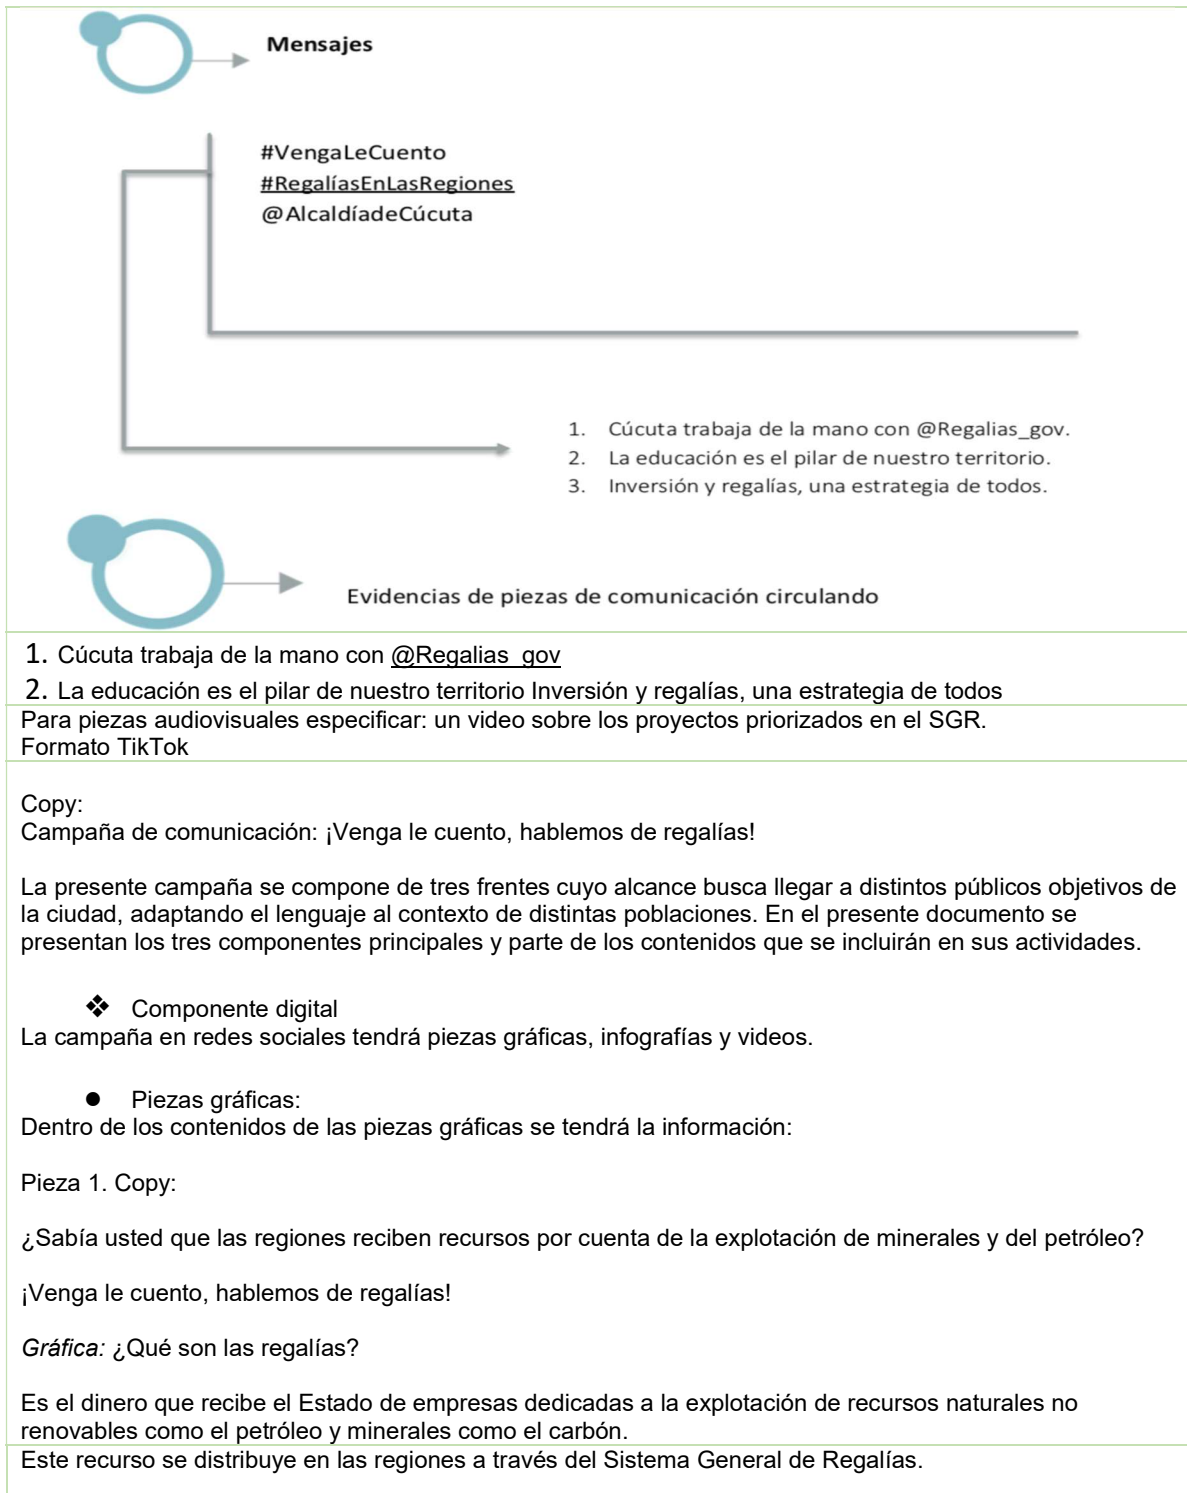 Mensajes
#VengaLeCuento
#RegalíasEnLasRegiones
@AlcaldíadeCúcuta
1. Cúcuta trabaja de la mano con @Regalias_gov.
2. La educación es el pilar de nuestro territorio.
3. Inversión y regalías, una estrategia de todos.
Evidencias de piezas de comunicación circulando
1. Cúcuta trabaja de la mano con @Regalias_gov
2. La educación es el pilar de nuestro territorio Inversión y regalías, una estrategia de todos
Para piezas audiovisuales especificar: un video sobre los proyectos priorizados en el SGR.
Formato TikTok
Copy:
Campaña de comunicación: ¡Venga le cuento, hablemos de regalías!
La presente campaña se compone de tres frentes cuyo alcance busca llegar a distintos públicos objetivos de
la ciudad, adaptando el lenguaje al contexto de distintas poblaciones. En el presente documento se
presentan los tres componentes principales y parte de los contenidos que se incluirán en sus actividades.
❖ Componente digital
La campaña en redes sociales tendrá piezas gráficas, infografías y videos.
● Piezas gráficas:
Dentro de los contenidos de las piezas gráficas se tendrá la información:
Pieza 1. Copy:
¿Sabía usted que las regiones reciben recursos por cuenta de la explotación de minerales y del petróleo?
¡Venga le cuento, hablemos de regalías!
Gráfica: ¿Qué son las regalías?
Es el dinero que recibe el Estado de empresas dedicadas a la explotación de recursos naturales no
renovables como el petróleo y minerales como el carbón.
Este recurso se distribuye en las regiones a través del Sistema General de Regalías.